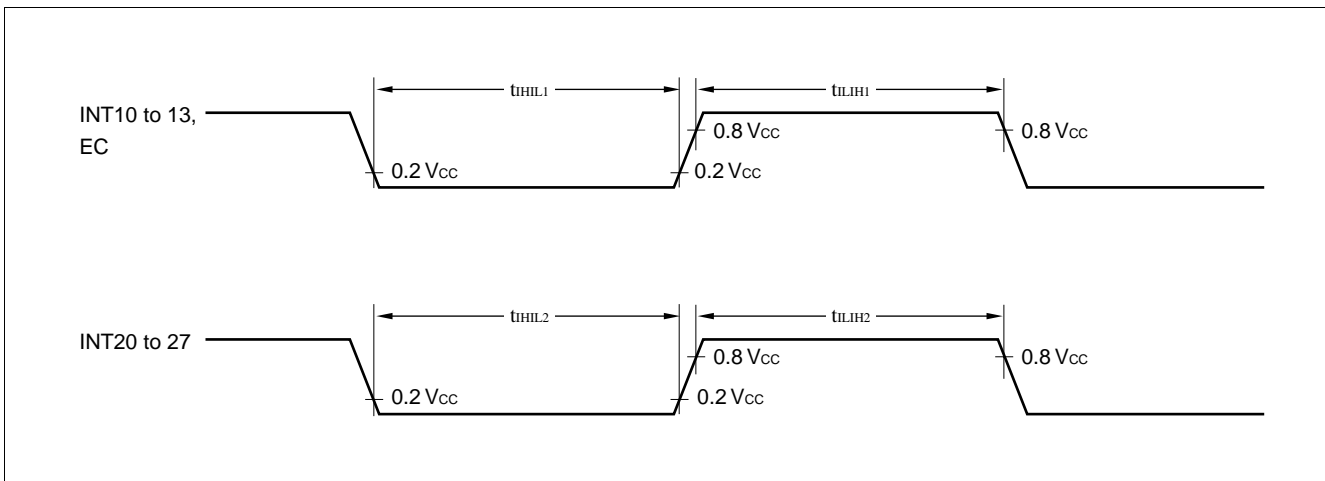 tIHIL1
tILIH1
INT10 to 13,
EC
0.8 VCC
0.8 VCC
0.2 VCC
0.2 VCC
tIHIL2
tILIH2
INT20 to 27
0.8 VCC
0.8 VCC
0.2 VCC
0.2 VCC